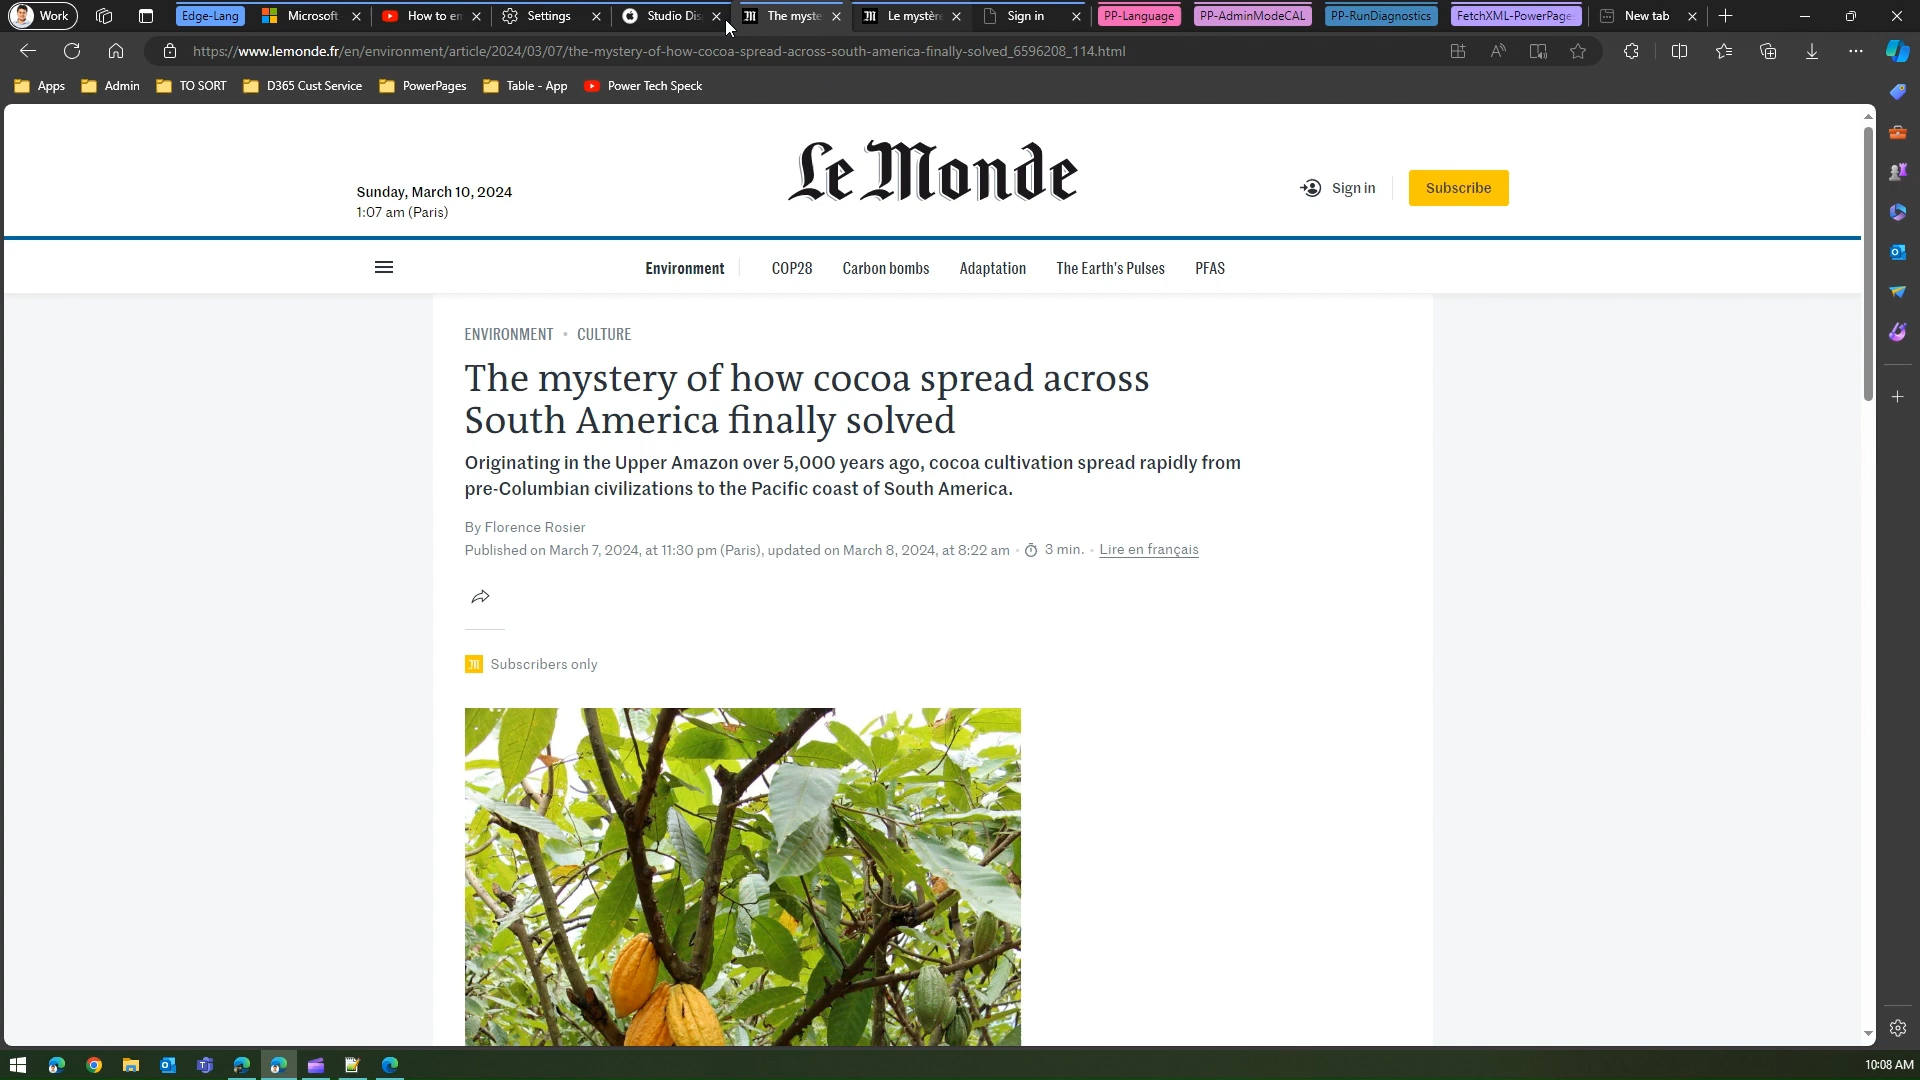 Work
Edge-Lang
Microsoft
How to en
Settings
Studio Dis
The myste
Le mystèr
Sign in
PP-Language
PP-AdminModeCAL
PP-RunDiagnostics
FetchXML-PowerPages
New tab
https://www.lemonde.fr/en/environment/article/2024/03/07/the-mystery-of-how-cocoa-spread-across-south-america-finally-solved_6596208_114.html
Apps
Admin
TO SORT
D365 Cust Service
PowerPages
Table - App
Power Tech Speck
Le Monde
Sunday, March 10, 2024
1:07 am (Paris)
Sign in
Subscribe
Environment
COP28
Carbon bombs
Adaptation
The Earth's Pulses
PFAS
ENVIRONMENT • CULTURE
The mystery of how cocoa spread across
South America finally solved
Originating in the Upper Amazon over 5,000 years ago, cocoa cultivation spread rapidly from
pre-Columbian civilizations to the Pacific coast of South America.
By Florence Rosier
Published on March 7, 2024, at 11:30 pm (Paris), updated on March 8, 2024, at 8:22 am • 3 min. • Lire en français
Subscribers only
10:08 AM